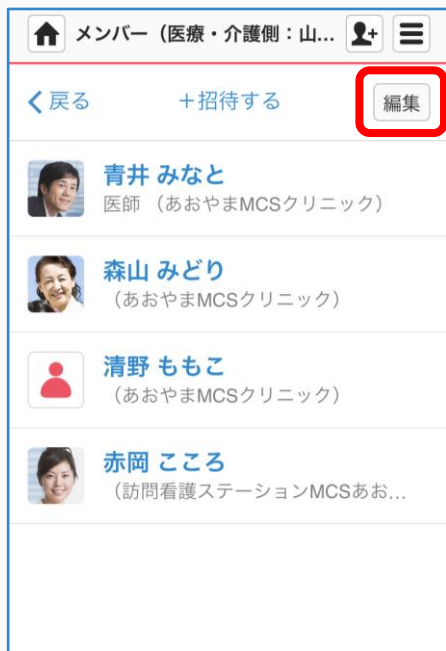 メンバー（医療・介護側：山...
戻る
＋招待する
編集
青井 みなと
医師 （あおやまMCSクリニック）
森山 みどり
（あおやまMCSクリニック）
清野 ももこ
（あおやまMCSクリニック）
赤岡 こころ
（訪問看護ステーションMCSあお...